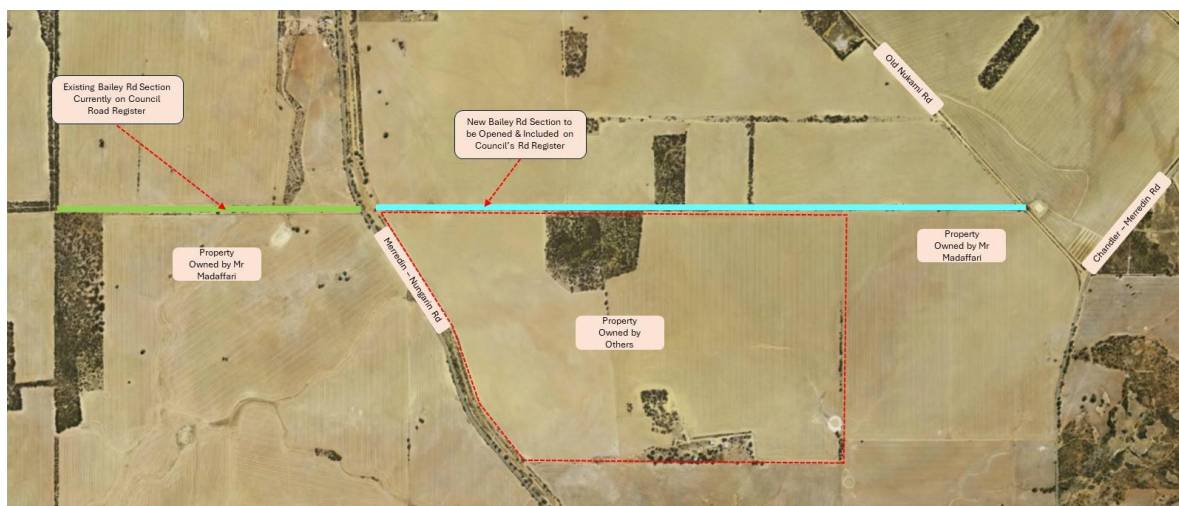 Existing Bailey Rd Section
Currently on Council
Road Register
New Bailey Rd Section to
be Opened & Included on
Council's Rd Register
Old Nukarni Rd
Chandler – Merredin Rd
Property
Owned by Mr
Madaffari
Merredin – Nungarin Rd
Property
Owned by Mr
Madaffari
Property
Owned by
Others